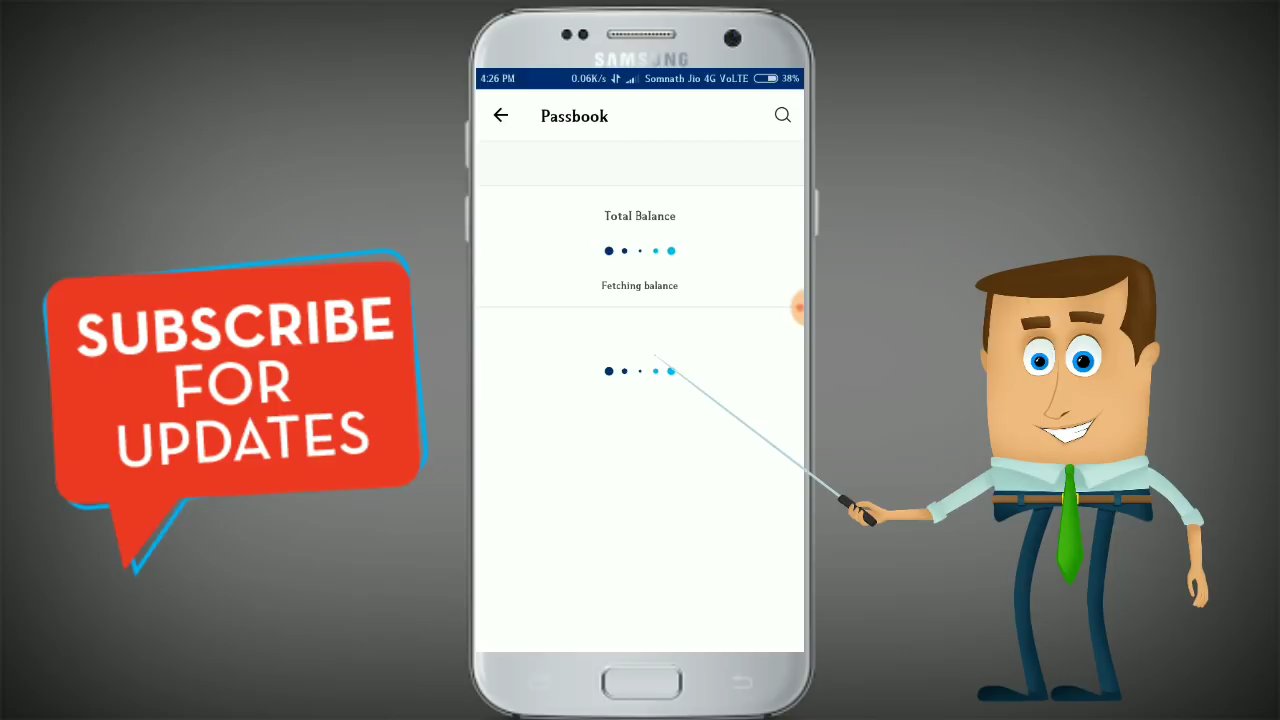 SUBSCRIBE
FOR
UPDATES
SAMSUNG
4:26 PM 0.06K/s Somnath Jio 4G VoLTE 38%
Passbook
Total Balance
Fetching balance